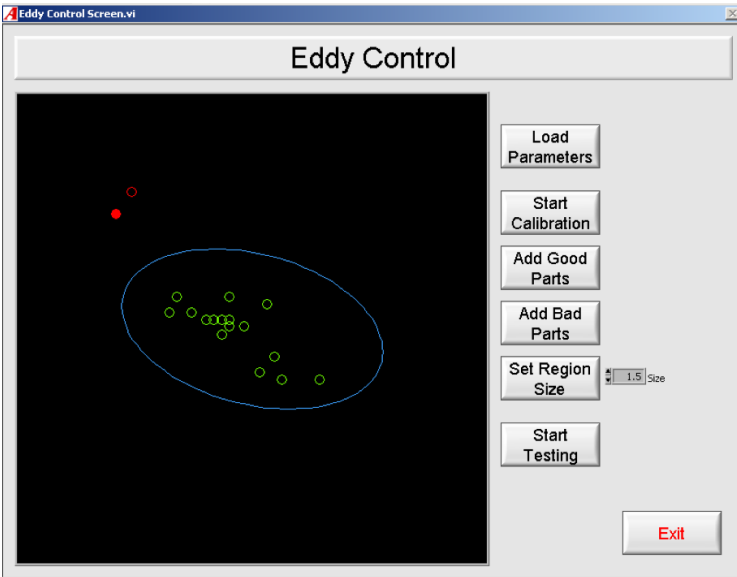 Eddy Control Screen.vi
Eddy Control
Load
Parameters
Start
Calibration
Add Good
Parts
Add Bad
Parts
Set Region
Size
1.5 Size
Start
Testing
Exit